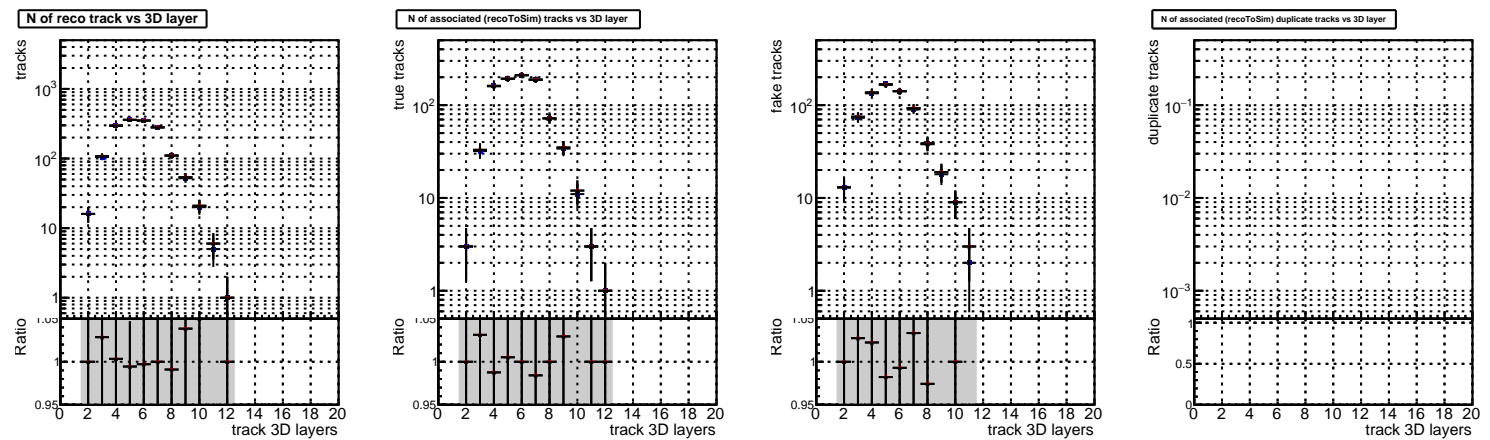 N of reco track vs 3D layer
tracks
10³
10²
10
1
Ratio
1.05
1
0.95
0 2 4 6 8 10 12 14 16 18 20
track 3D layers
N of associated (recoToSim) tracks vs 3D layer
true tracks
10²
10
1
Ratio
1.05
1
0.95
0 2 4 6 8 10 12 14 16 18 20
track 3D layers
fake tracks
10²
10
1
Ratio
1.05
1
0.95
0 2 4 6 8 10 12 14 16 18 20
track 3D layers
N of associated (recoToSim) duplicate tracks vs 3D layer
duplicate tracks
10⁻¹
10⁻²
10⁻³
Ratio
1
0.5
0
0 2 4 6 8 10 12 14 16 18 20
track 3D layers